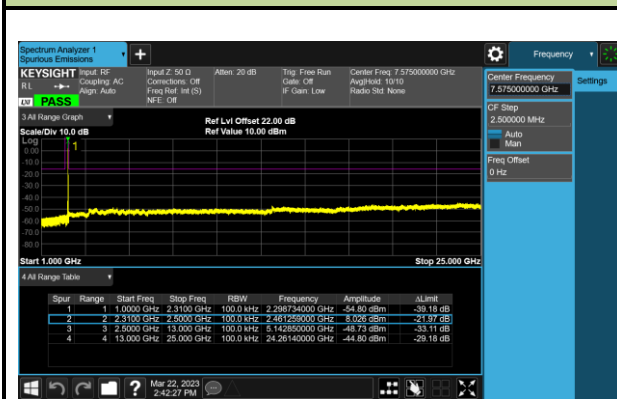 Spectrum Analyzer 1
Spurious Emissions
Frequency
KEYSIGHT Input: RF Input Z: 50 Ω Atten: 20 dB Trig: Free Run Center Freq: 7.575000000 GHz
R L Coupling: AC Corrections: Off Gate: Off Avg|Hold: 10/10
Align: Auto Freq Ref: Int (S) IF Gain: Low Radio Std: None
NFE: Off
LXI PASS
Center Frequency
7.575000000 GHz
Settings
CF Step
2.500000 MHz
Auto
Man
Freq Offset
0 Hz
3 All Range Graph
Ref Lvl Offset 22.00 dB
Scale/Div 10.0 dB Ref Value 10.00 dBm
Log
0.00
-10.0
-20.0
-30.0
-40.0
-50.0
-60.0
-70.0
-80.0
1
Start 1.000 GHz Stop 25.000 GHz
4 All Range Table
Spur Range Start Freq Stop Freq RBW Frequency Amplitude ΔLimit
1 1 1.0000 GHz 2.3100 GHz 100.0 kHz 2.298734000 GHz -54.80 dBm -39.18 dB
2 2 2.3100 GHz 2.5000 GHz 100.0 kHz 2.461259000 GHz 8.026 dBm -21.97 dB
3 3 2.5000 GHz 13.000 GHz 100.0 kHz 5.142850000 GHz -48.73 dBm -33.11 dB
4 4 13.000 GHz 25.000 GHz 100.0 kHz 24.26140000 GHz -44.80 dBm -29.18 dB
Mar 22, 2023
2:42:27 PM